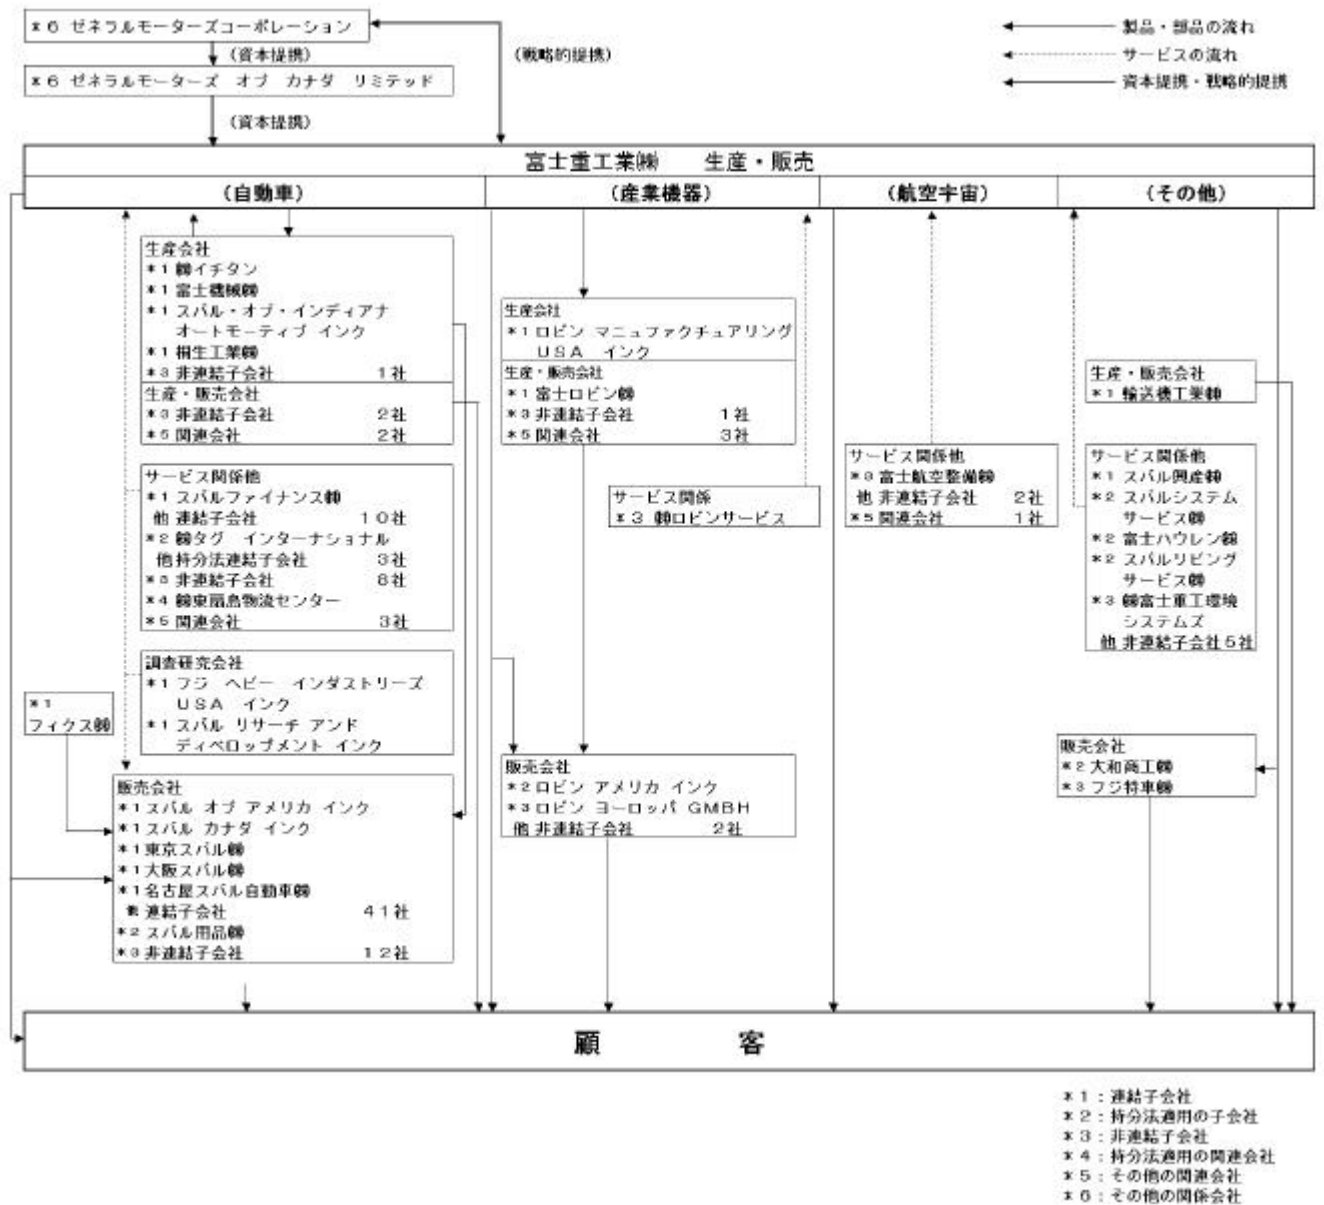 ＊６ ゼネラルモーターズコーポレーション
（資本提携）
（戦略的提携）
＊６ ゼネラルモーターズ　オブ　カナダ　リミテッド
（資本提携）
製品・部品の流れ
サービスの流れ
資本提携・戦略的提携
富士重工業㈱　　生産・販売
（自動車）
（産業機器）
（航空宇宙）
（その他）
生産会社
＊１ ㈱イチタン
＊１ 富士機械㈱
＊１ スバル・オブ・インディアナ
オートモーティブ インク
＊１ 桐生工業㈱
＊３ 非連結子会社　　１社
生産・販売会社
＊３ 非連結子会社　　２社
＊５ 関連会社　　２社
サービス関係他
＊１ スバルファイナンス㈱
他 連結子会社　　１０社
＊２ ㈱タグ　インターナショナル
他 持分法連結子会社　　３社
非連結子会社　　８社
＊４ ㈱東扇島物流センター
＊５ 関連会社　　３社
調査研究会社
＊１ フジ　ヘビー　インダストリーズ
ＵＳＡ　インク
＊１ スバル リサーチ アンド
ディベロップメント インク
＊１
フィクス㈱
販売会社
＊１ スバル オブ アメリカ インク
＊１ スバル カナダ インク
＊１ 東京スバル㈱
＊１ 大阪スバル㈱
＊１ 名古屋スバル自動車㈱
他 連結子会社　　４１社
＊２ スバル用品㈱
＊３ 非連結子会社　　１２社
生産会社
＊１ ロビン マニュファクチュアリング
ＵＳＡ　インク
生産・販売会社
＊１ 富士ロビン㈱
＊３ 非連結子会社　　１社
＊５ 関連会社　　３社
サービス関係
＊３ ㈱ロビンサービス
販売会社
＊２ ロビン アメリカ インク
＊３ ロビン ヨーロッパ ＧＭＢＨ
他 非連結子会社　　２社
サービス関係他
＊３ 富士航空整備㈱
他 非連結子会社　　２社
＊５ 関連会社　　１社
生産・販売会社
＊１ 輸送機工業㈱
サービス関係他
＊１ スバル興産㈱
＊２ スバルシステム
サービス㈱
＊２ 富士ハウレン㈱
＊２ スバルリビング
サービス㈱
＊３ ㈱富士重工環境
システムズ
他 非連結子会社５社
販売会社
＊２ 大和商工㈱
＊３ フジ特車㈱
顧　　客
＊１：連結子会社
＊２：持分法適用の子会社
＊３：非連結子会社
＊４：持分法適用の関連会社
＊５：その他の関連会社
＊６：その他の関係会社